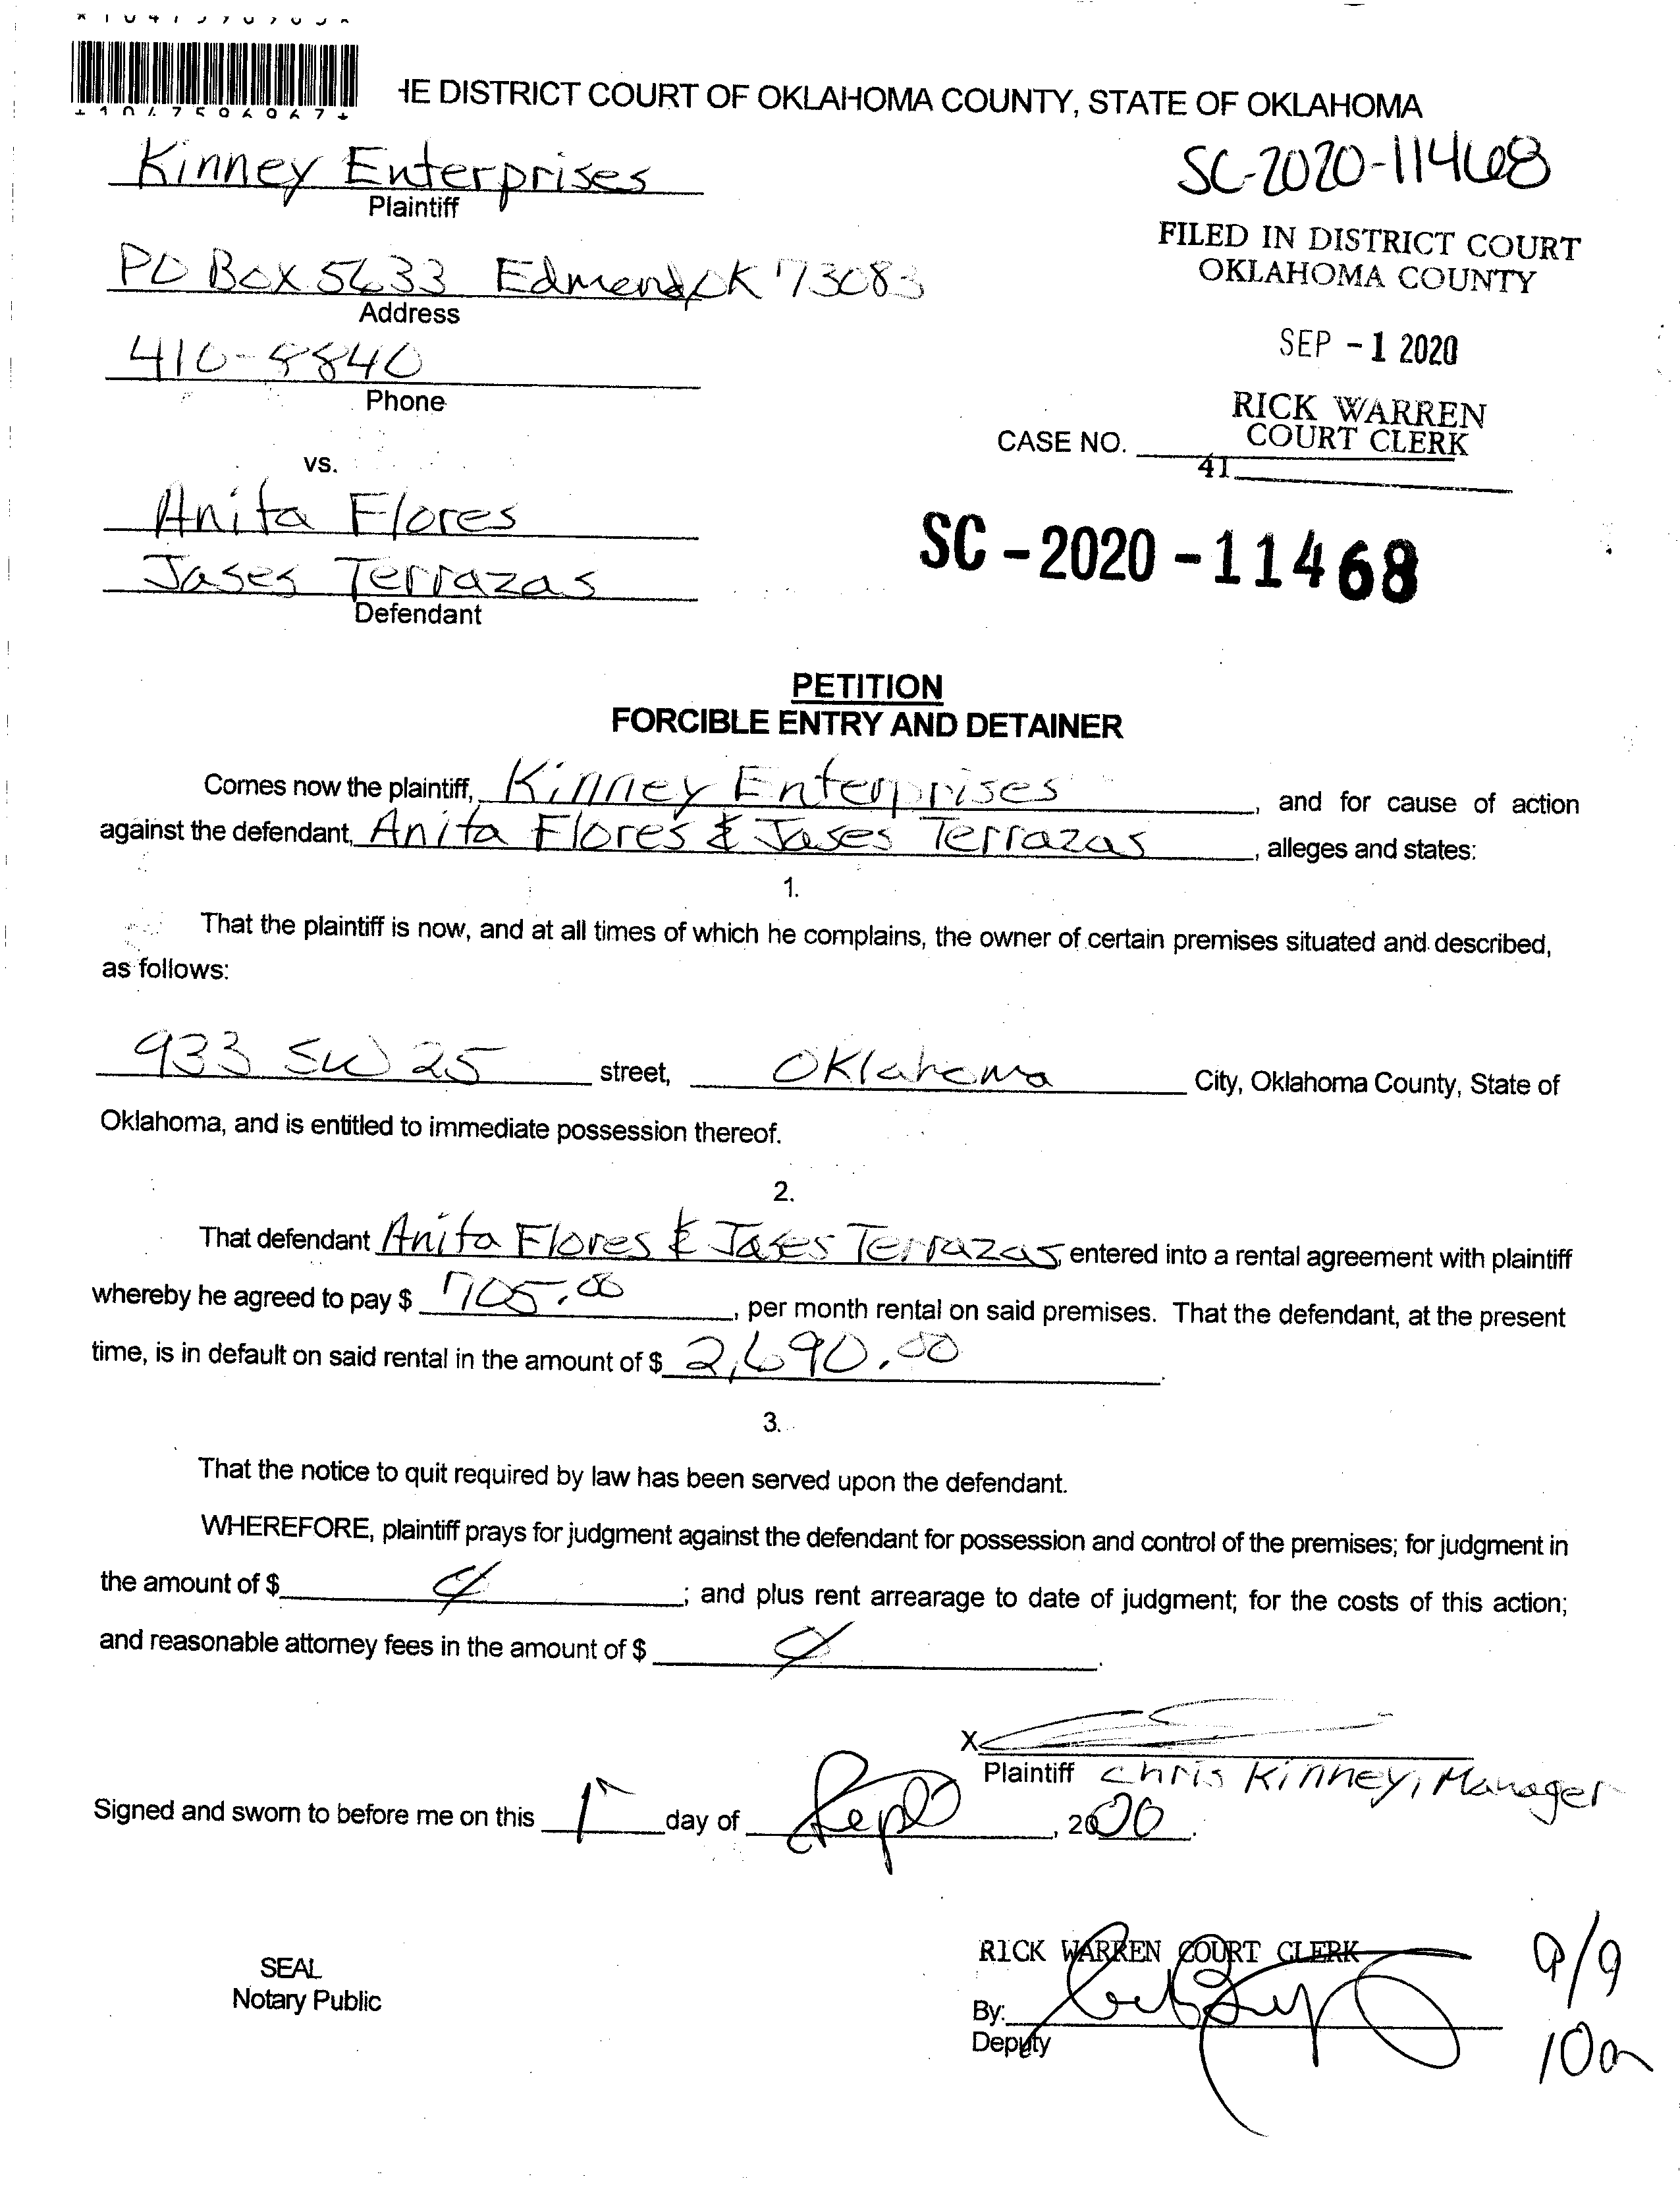 HE DISTRICT COURT OF OKLAHOMA COUNTY, STATE OF OKLAHOMA
Kinney Enterprises
Plaintiff
SC-2020-11468
FILED IN DISTRICT COURT
OKLAHOMA COUNTY
PO Box 5633 Edmond OK 73083
Address
SEP - 1 2020
410-8840
Phone
RICK WARREN
COURT CLERK
CASE NO.
41
vs.
Anita Flores
Jases Terrazas
Defendant
SC - 2020 - 11468
PETITION
FORCIBLE ENTRY AND DETAINER
Comes now the plaintiff, Kinney Enterprises, and for cause of action
against the defendant, Anita Flores & Jases Terrazas, alleges and states:
1.
That the plaintiff is now, and at all times of which he complains, the owner of certain premises situated and described,
as follows:
933 SW 25 street, Oklahoma City, Oklahoma County, State of
Oklahoma, and is entitled to immediate possession thereof.
2.
That defendant Anita Flores & Jases Terrazas, entered into a rental agreement with plaintiff
whereby he agreed to pay $ 705.00, per month rental on said premises. That the defendant, at the present
time, is in default on said rental in the amount of $ 2,690.00.
3.
That the notice to quit required by law has been served upon the defendant.
WHEREFORE, plaintiff prays for judgment against the defendant for possession and control of the premises; for judgment in
the amount of $ ; and plus rent arrearage to date of judgment; for the costs of this action;
and reasonable attorney fees in the amount of $ .
X
Plaintiff Chris Kinney, Manager
Signed and sworn to before me on this 1 day of Sept, 2020.
SEAL
Notary Public
RICK WARREN COURT CLERK
By:
Deputy
9/9
10a